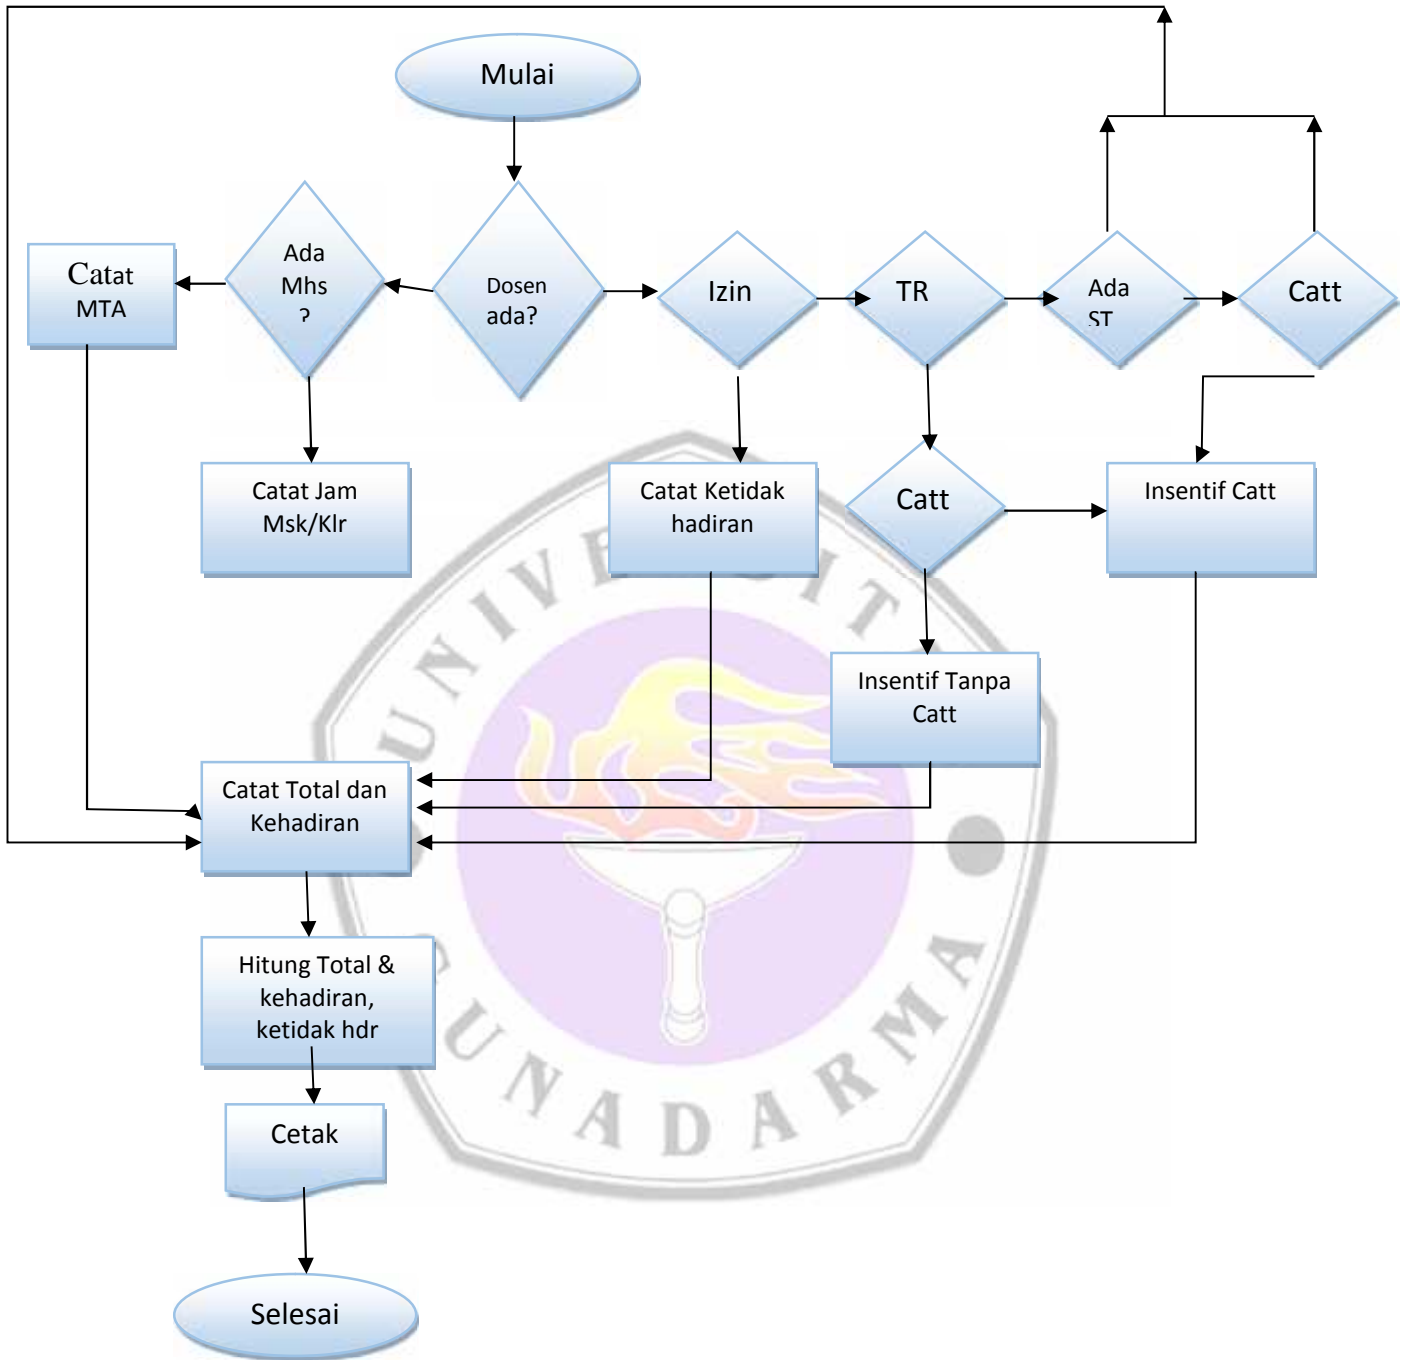 Mulai
Catat
MTA
Ada
Mhs
?
Dosen
ada?
Izin
TR
Ada
ST
Catt
Catat Jam
Msk/Klr
Catat Ketidak
hadiran
Catt
Insentif Catt
Insentif Tanpa
Catt
Catat Total dan
Kehadiran
Hitung Total &
kehadiran,
ketidak hdr
Cetak
Selesai
GUNADARMA